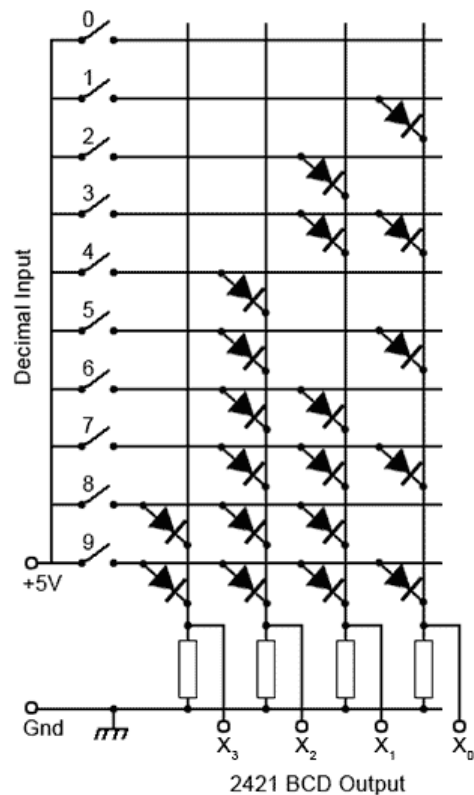 0
1
2
3
4
5
6
7
8
9
Decimal Input
+5V
Gnd
X₃ X₂ X₁ X₀
2421 BCD Output